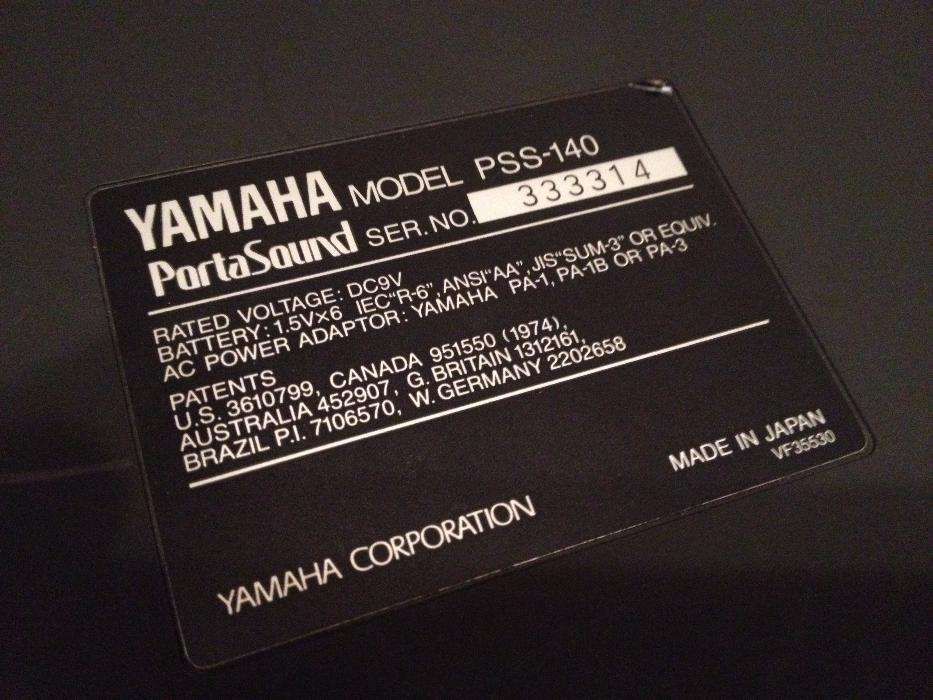 YAMAHA MODEL PSS-140
PortaSound SER.NO. 333314
RATED VOLTAGE: DC9V
BATTERY: 1.5V×6 IEC"R-6", ANSI"AA", JIS"SUM-3" OR EQUIV.
AC POWER ADAPTOR: YAMAHA PA-1, PA-1B OR PA-3
PATENTS
U.S. 3610799, CANADA 951550 (1974),
AUSTRALIA 452907, G. BRITAIN 1312161,
BRAZIL P.I. 7106570, W. GERMANY 2202658
MADE IN JAPAN
VF35530
YAMAHA CORPORATION